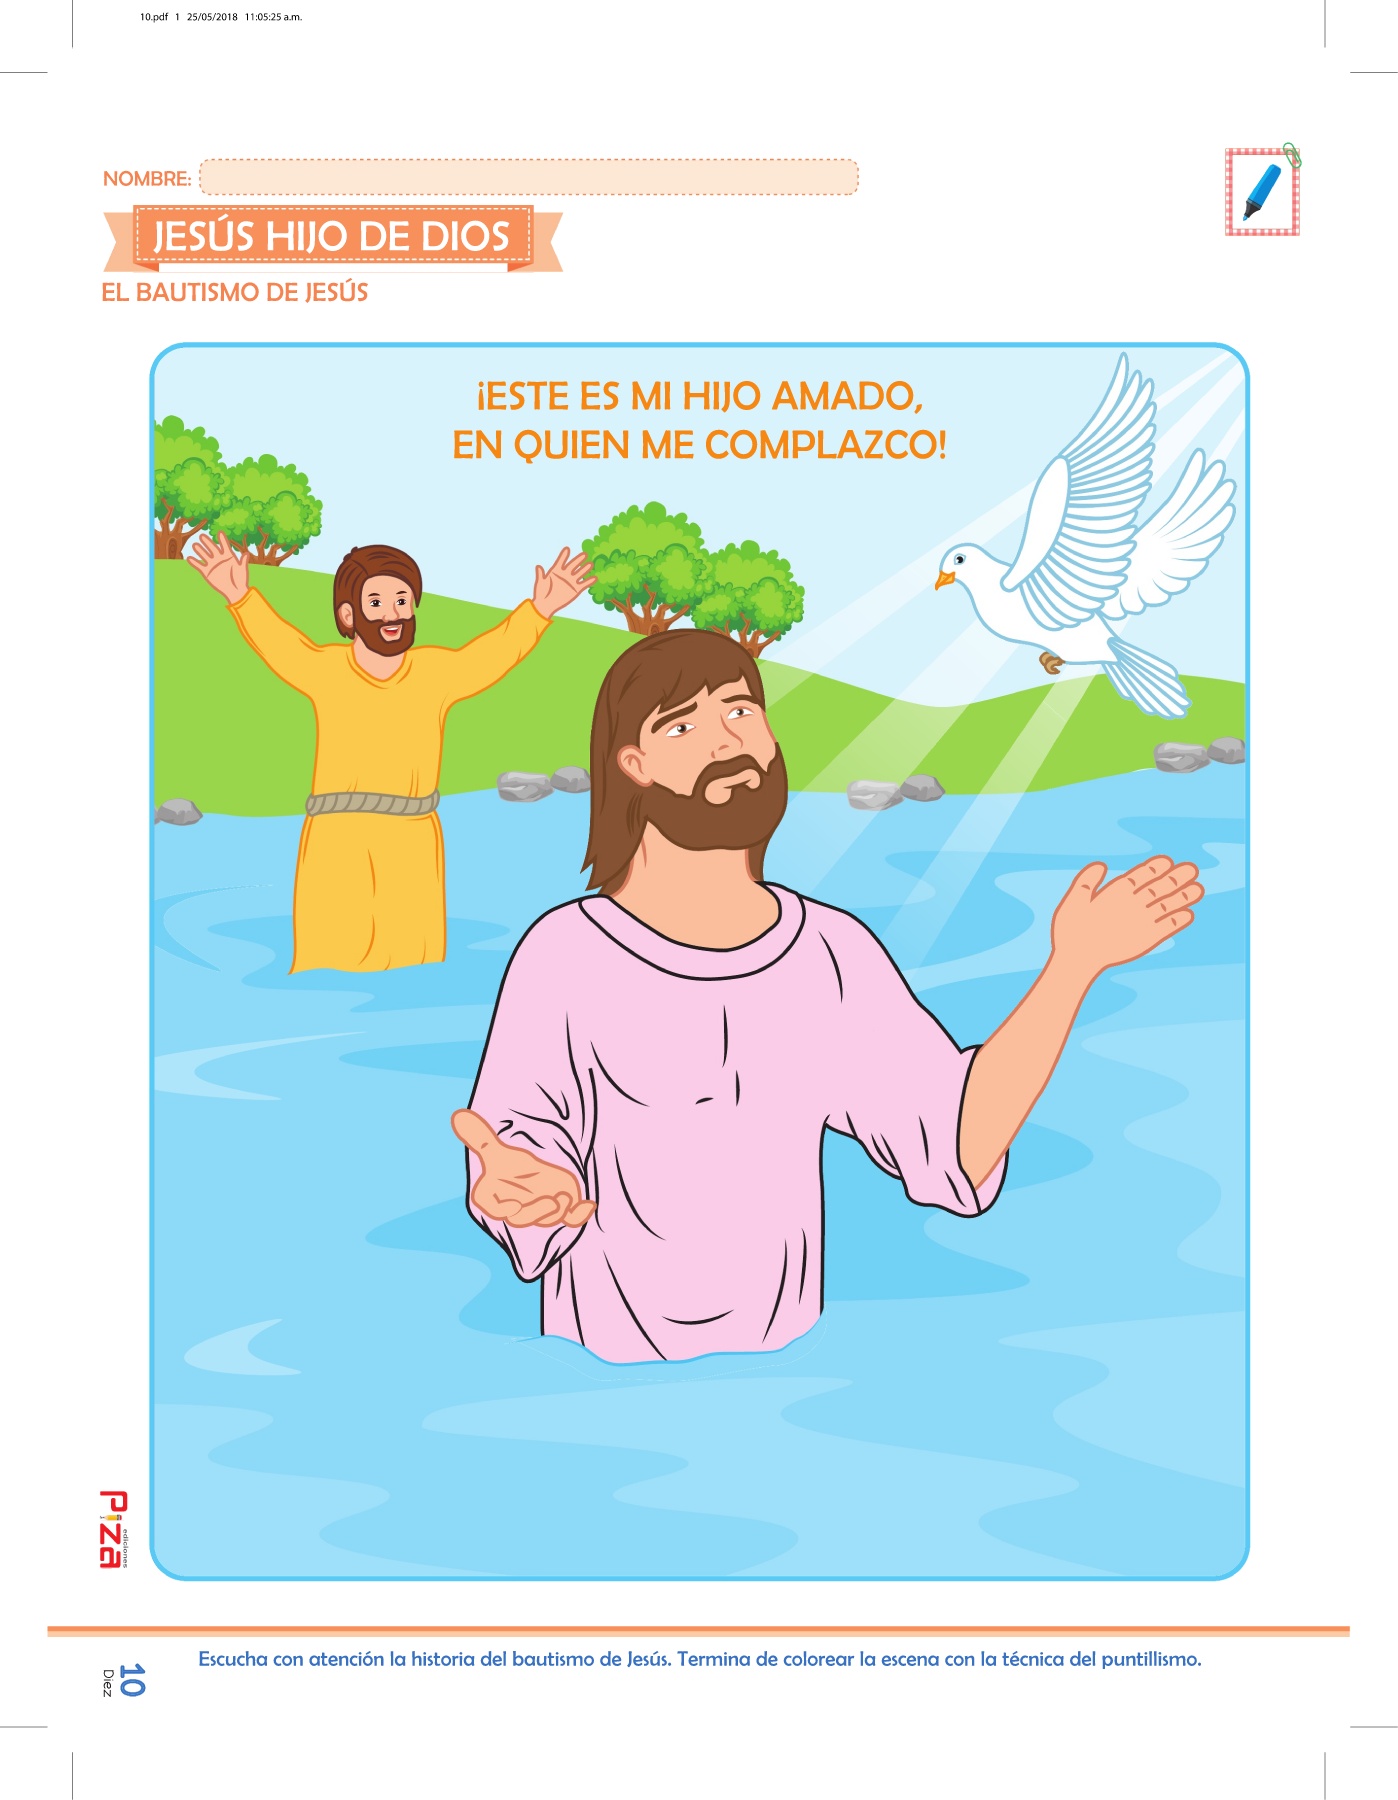 10.pdf 1 25/05/2018 11:05:25 a.m.
NOMBRE:
JESÚS HIJO DE DIOS
EL BAUTISMO DE JESÚS
¡ESTE ES MI HIJO AMADO,
EN QUIEN ME COMPLAZCO!
Piza
ediciones
Escucha con atención la historia del bautismo de Jesús. Termina de colorear la escena con la técnica del puntillismo.
10
Diez